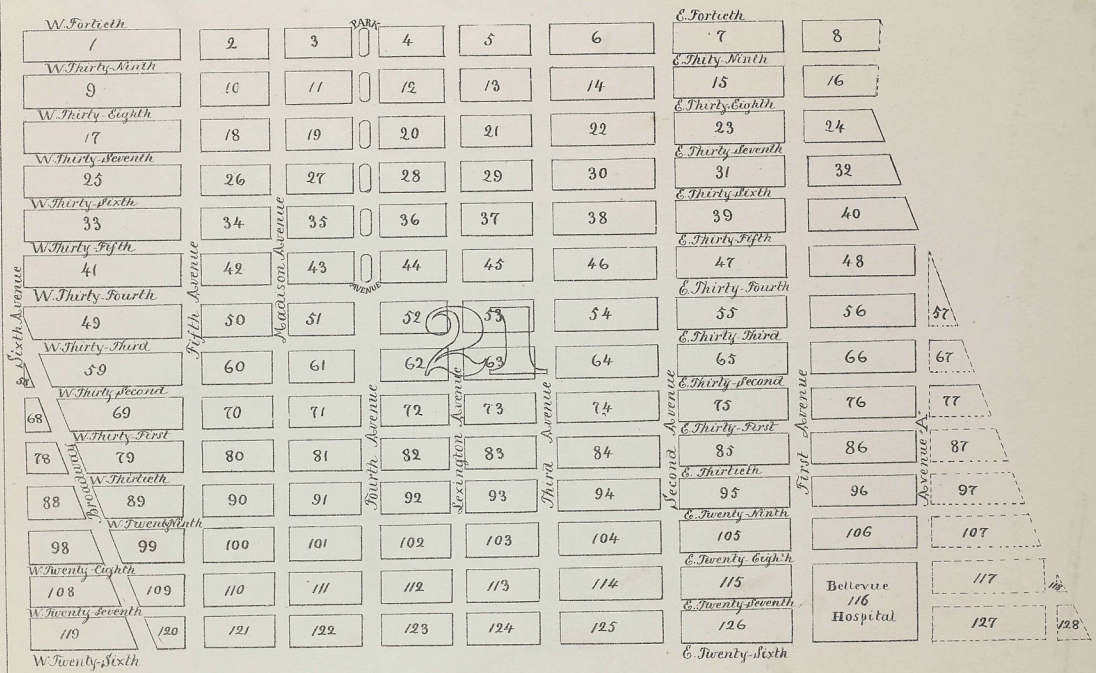 W. Fortieth PARK E. Fortieth
1 2 3 4 5 6 7 8
W. Thirty-Ninth E. Thity-Ninth
9 10 11 12 13 14 15 16
W. Thirty-Eighth E. Thirty-Eighth
17 18 19 20 21 22 23 24
W. Thirty-Seventh E. Thirty-Seventh
25 26 27 28 29 30 31 32
W. Thirty-Sixth E. Thirty-Sixth
33 34 35 36 37 38 39 40
W. Thirty-Fifth E. Thirty-Fifth
41 42 43 44 45 46 47 48
AVENUE
W. Thirty-Fourth E. Thirty-Fourth
49 50 51 52 53 54 55 56 57
21
W. Thirty-Third E. Thirty-Third
59 60 61 62 63 64 65 66 67
W. Thirty-Second E. Thirty-Second
68 69 70 71 72 73 74 75 76 77
W. Thirty-First E. Thirty-First
78 79 80 81 82 83 84 85 86 87
W. Thirtieth E. Thirtieth
88 89 90 91 92 93 94 95 96 97
W. Twenty-Ninth E. Twenty-Ninth
98 99 100 101 102 103 104 105 106 107
W. Twenty-Eighth E. Twenty-Eighth
108 109 110 111 112 113 114 115 Bellevue 117 118
116
Hospital
W. Twenty-Seventh E. Twenty-Seventh
119 120 121 122 123 124 125 126 127 128
W. Twenty-Sixth E. Twenty-Sixth
Sixth Avenue
Broadway
Fifth Avenue
Madison Avenue
Fourth Avenue
Lexington Avenue
Third Avenue
Second Avenue
First Avenue
Avenue "A"